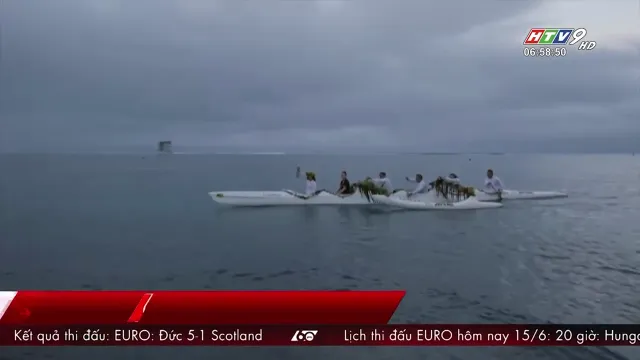 HTV9 HD
06:58:50
Kết quả thi đấu: EURO: Đức 5-1 Scotland 60 Lịch thi đấu EURO hôm nay 15/6: 20 giờ: Hung